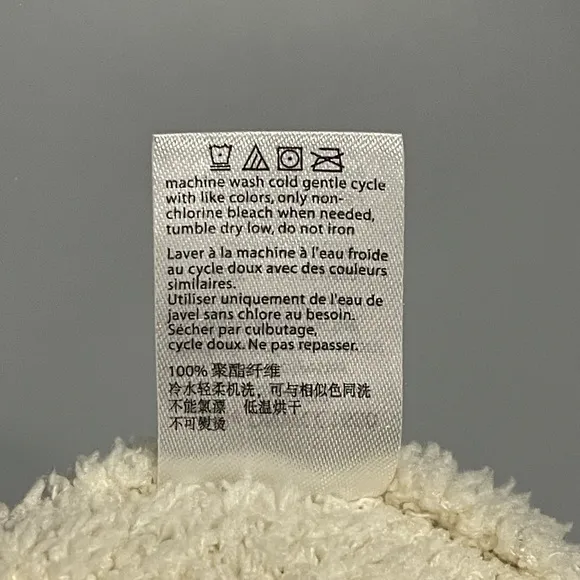 machine wash cold gentle cycle
with like colors, only non-
chlorine bleach when needed,
tumble dry low, do not iron
Laver à la machine à l'eau froide
au cycle doux avec des couleurs
similaires.
Utiliser uniquement de l'eau de
javel sans chlore au besoin.
Sécher par culbutage,
cycle doux. Ne pas repasser.
100% 聚酯纤维
冷水轻柔机洗，可与相似色同洗
不能氯漂 低温烘干
不可熨烫